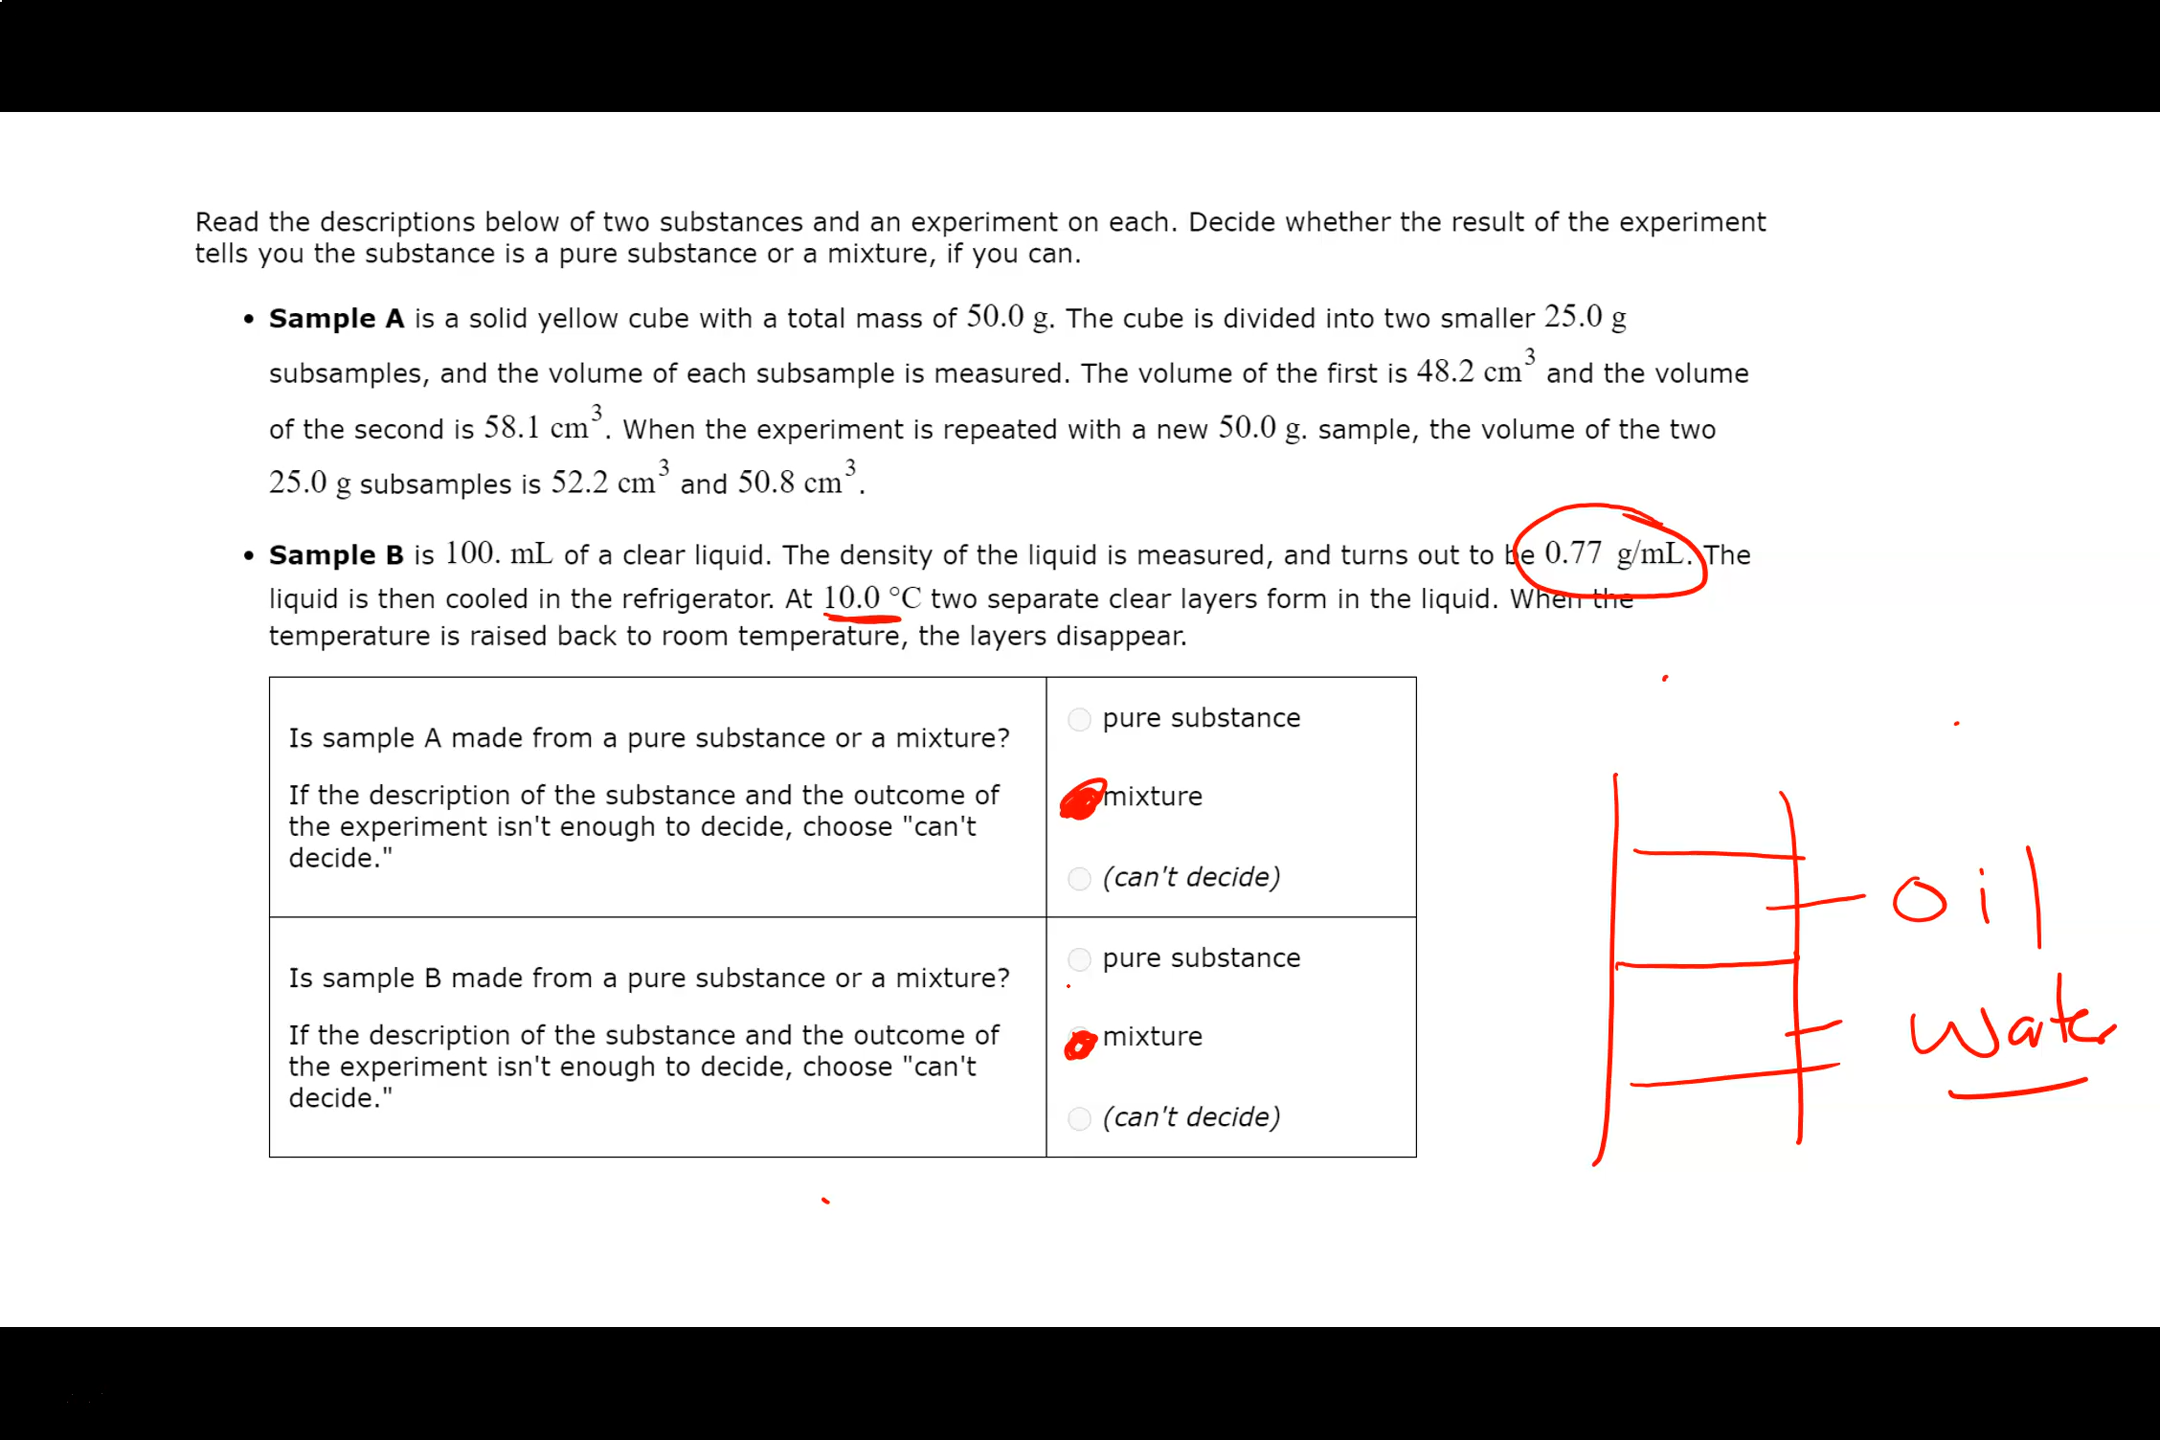 Read the descriptions below of two substances and an experiment on each. Decide whether the result of the experiment
tells you the substance is a pure substance or a mixture, if you can.
• Sample A is a solid yellow cube with a total mass of 50.0 g. The cube is divided into two smaller 25.0 g
subsamples, and the volume of each subsample is measured. The volume of the first is 48.2 cm³ and the volume
of the second is 58.1 cm³. When the experiment is repeated with a new 50.0 g. sample, the volume of the two
25.0 g subsamples is 52.2 cm³ and 50.8 cm³.
• Sample B is 100. mL of a clear liquid. The density of the liquid is measured, and turns out to be 0.77 g/mL. The
liquid is then cooled in the refrigerator. At 10.0 °C two separate clear layers form in the liquid. When the
temperature is raised back to room temperature, the layers disappear.
Is sample A made from a pure substance or a mixture?
If the description of the substance and the outcome of
the experiment isn't enough to decide, choose "can't
decide."
pure substance
mixture
(can't decide)
Is sample B made from a pure substance or a mixture?
If the description of the substance and the outcome of
the experiment isn't enough to decide, choose "can't
decide."
pure substance
mixture
(can't decide)
oil
water